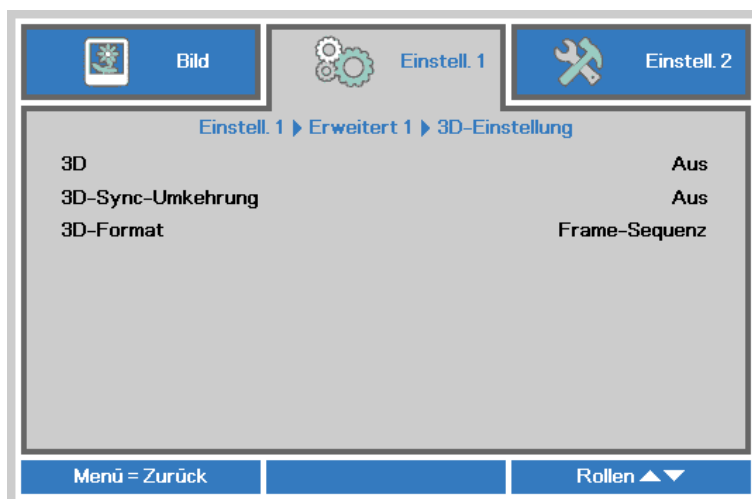 Bild
Einstell. 1
Einstell. 2
Einstell. 1 ▶ Erweitert 1 ▶ 3D-Einstellung
3D Aus
3D-Sync-Umkehrung Aus
3D-Format Frame-Sequenz
Menü = Zurück
Rollen ▲▼